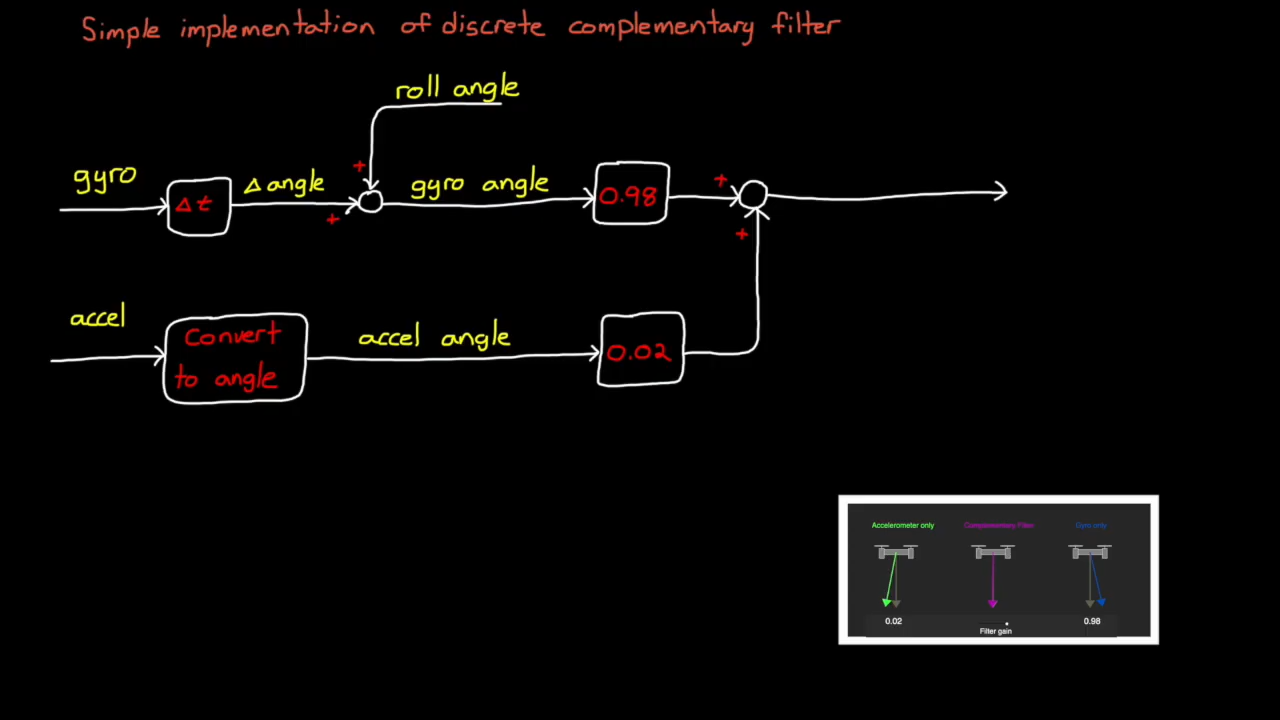 Simple implementation of discrete complementary filter
roll angle
gyro
Δt
Δ angle
+
+
gyro angle
0.98
+
+
accel
Convert
to angle
accel angle
0.02
Accelerometer only
Complementary Filter
Gyro only
0.02
0.98
Filter gain